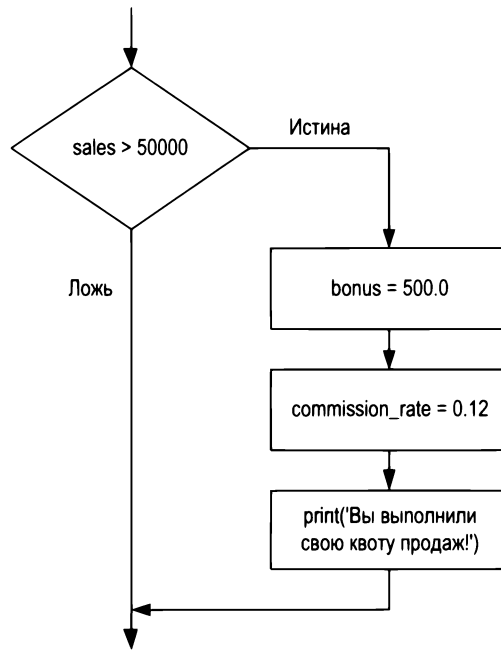 sales > 50000
Истина
Ложь
bonus = 500.0
commission_rate = 0.12
print('Вы выполнили
свою квоту продаж!')